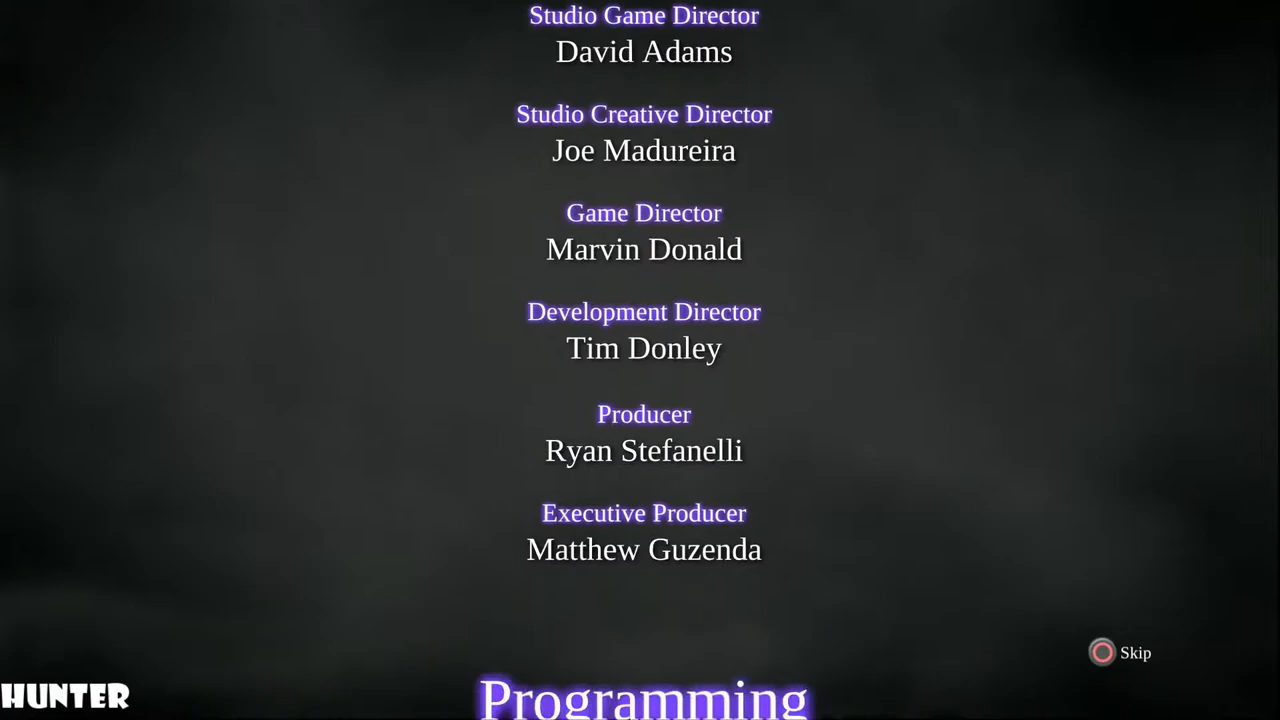 Studio Game Director
David Adams
Studio Creative Director
Joe Madureira
Game Director
Marvin Donald
Development Director
Tim Donley
Producer
Ryan Stefanelli
Executive Producer
Matthew Guzenda
Skip
HUNTER
Programming